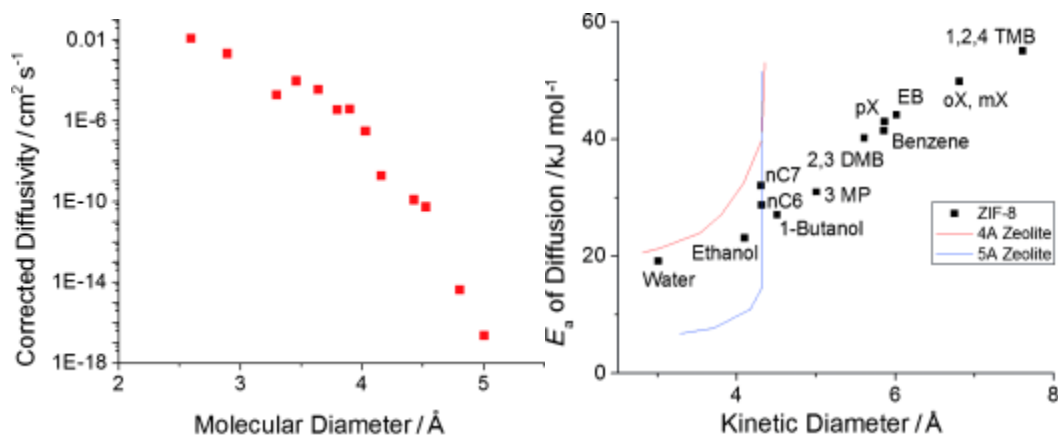 Corrected Diffusivity / cm² s⁻¹
0.01
1E-6
1E-10
1E-14
1E-18
2
3
4
5
Molecular Diameter / Å
Eₐ of Diffusion / kJ mol⁻¹
60
40
20
0
4
6
8
Kinetic Diameter / Å
1,2,4 TMB
pX
EB
oX, mX
Benzene
2,3 DMB
nC7
3 MP
nC6
1-Butanol
Ethanol
Water
ZIF-8
4A Zeolite
5A Zeolite